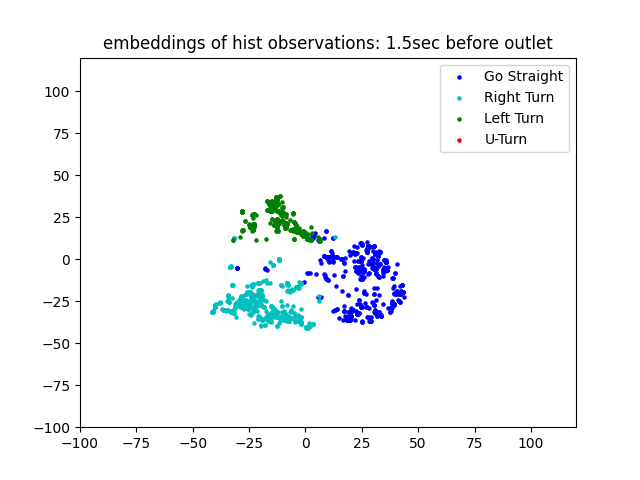 embeddings of hist observations: 1.5sec before outlet
Go Straight
Right Turn
Left Turn
U-Turn
100
75
50
25
0
−25
−50
−75
−100
−100 −75 −50 −25 0 25 50 75 100